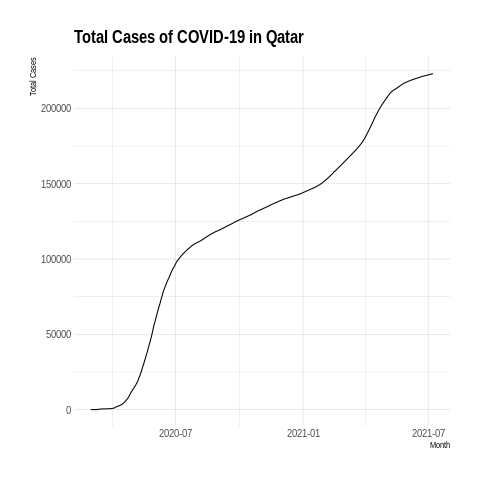 Total Cases of COVID-19 in Qatar
Total Cases
200000
150000
100000
50000
0
2020-07
2021-01
2021-07
Month